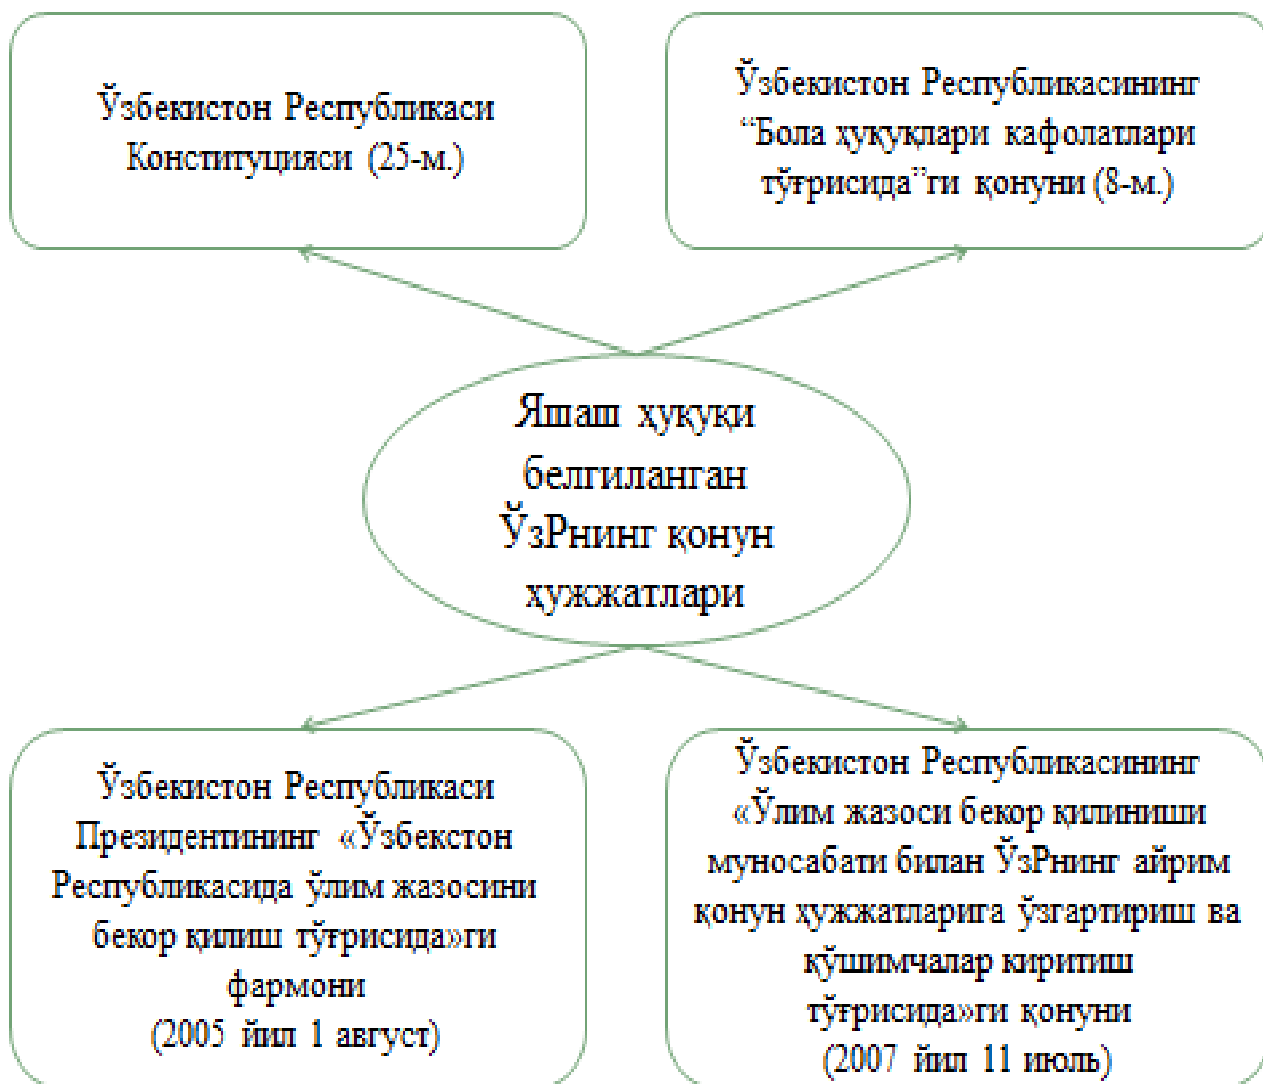 Ўзбекистон Республикаси
Конституцияси (25-м.)
Ўзбекистон Республикасининг
“Бола ҳуқуқлари кафолатлари
тўғрисида”ги қонуни (8-м.)
Яшаш ҳуқуқи
белгиланган
ЎзРнинг қонун
ҳужжатлари
Ўзбекистон Республикаси
Президентининг «Ўзбекстон
Республикасида ўлим жазосини
бекор қилиш тўғрисида»ги
фармони
(2005 йил 1 август)
Ўзбекистон Республикасининг
«Ўлим жазоси бекор қилиниши
муносабати билан ЎзРнинг айрим
қонун ҳужжатларига ўзгартириш ва
қўшимчалар киритиш
тўғрисида»ги қонуни
(2007 йил 11 июль)